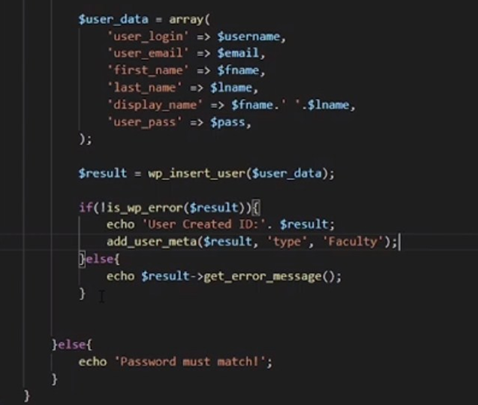 $user_data = array(
'user_login' => $username,
'user_email' => $email,
'first_name' => $fname,
'last_name' => $lname,
'display_name' => $fname.' '.$lname,
'user_pass' => $pass,
);
$result = wp_insert_user($user_data);
if(!is_wp_error($result)){
echo 'User Created ID:'. $result;
add_user_meta($result, 'type', 'Faculty');
}else{
echo $result->get_error_message();
}
}else{
echo 'Password must match!';
}
}